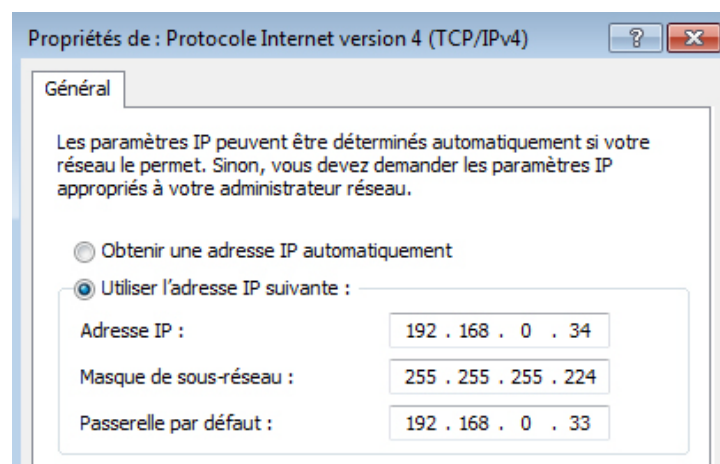 Propriétés de : Protocole Internet version 4 (TCP/IPv4)
Général
Les paramètres IP peuvent être déterminés automatiquement si votre
réseau le permet. Sinon, vous devez demander les paramètres IP
appropriés à votre administrateur réseau.
Obtenir une adresse IP automatiquement
Utiliser l'adresse IP suivante :
Adresse IP : 192 . 168 . 0 . 34
Masque de sous-réseau : 255 . 255 . 255 . 224
Passerelle par défaut : 192 . 168 . 0 . 33